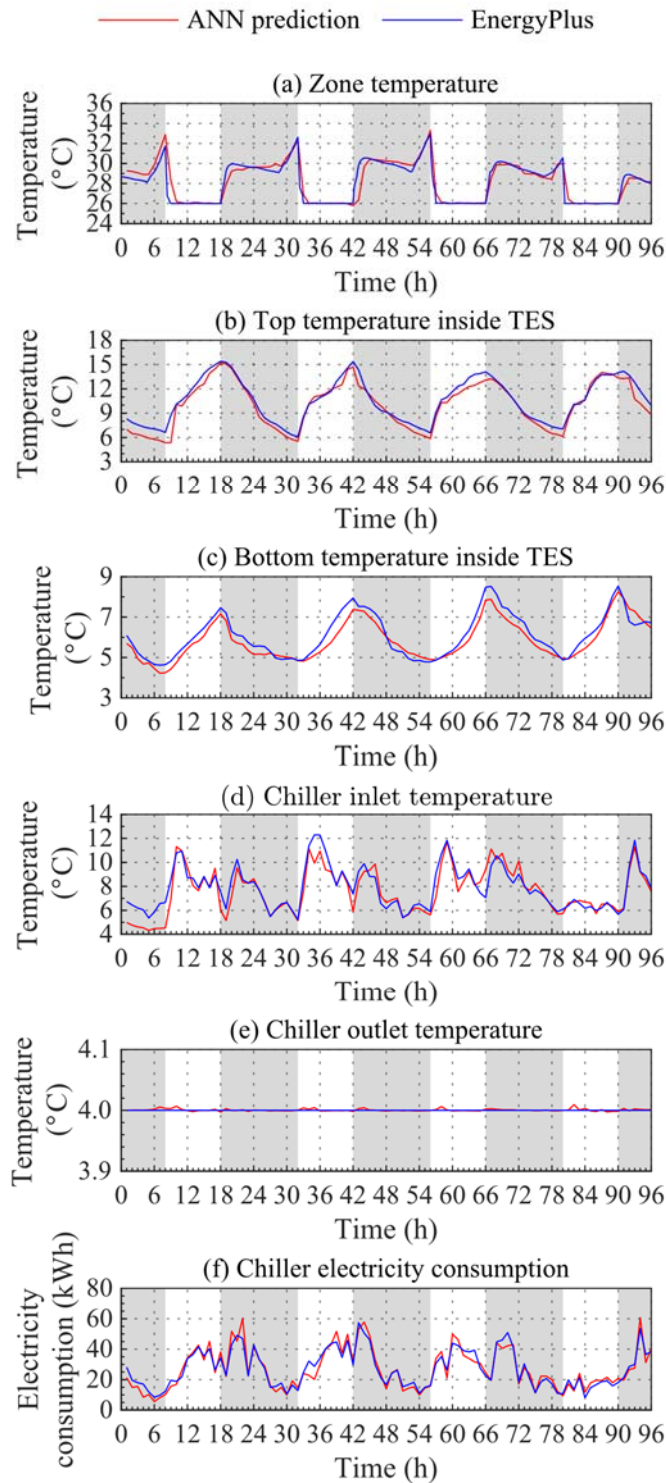 ANN prediction EnergyPlus
(a) Zone temperature
Temperature
(°C)
36
34
32
30
28
26
24
0 6 12 18 24 30 36 42 48 54 60 66 72 78 84 90 96
Time (h)
(b) Top temperature inside TES
Temperature
(°C)
18
15
12
9
6
3
0 6 12 18 24 30 36 42 48 54 60 66 72 78 84 90 96
Time (h)
(c) Bottom temperature inside TES
Temperature
(°C)
9
7
5
3
0 6 12 18 24 30 36 42 48 54 60 66 72 78 84 90 96
Time (h)
(d) Chiller inlet temperature
Temperature
(°C)
14
12
10
8
6
4
0 6 12 18 24 30 36 42 48 54 60 66 72 78 84 90 96
Time (h)
(e) Chiller outlet temperature
Temperature
(°C)
4.1
4.0
3.9
0 6 12 18 24 30 36 42 48 54 60 66 72 78 84 90 96
Time (h)
(f) Chiller electricity consumption
Electricity
consumption (kWh)
80
60
40
20
0
0 6 12 18 24 30 36 42 48 54 60 66 72 78 84 90 96
Time (h)